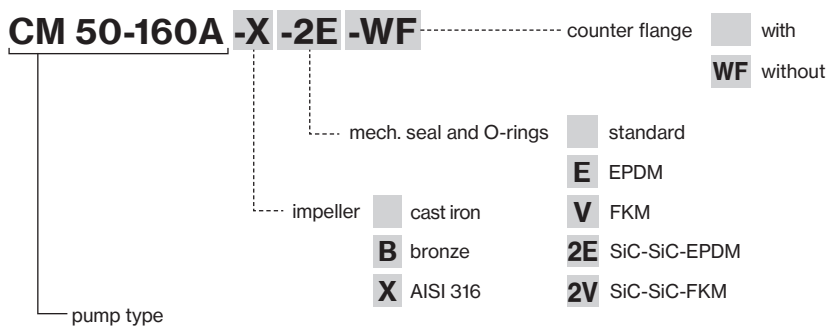 CM 50-160A -X -2E -WF counter flange with
WF without
mech. seal and O-rings standard
E EPDM
impeller cast iron V FKM
B bronze 2E SiC-SiC-EPDM
X AISI 316 2V SiC-SiC-FKM
pump type